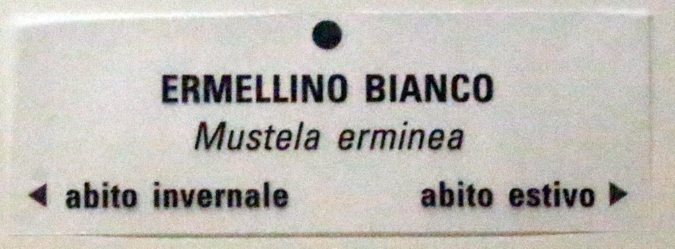 ERMELLINO BIANCO
Mustela erminea
◄ abito invernale abito estivo ►